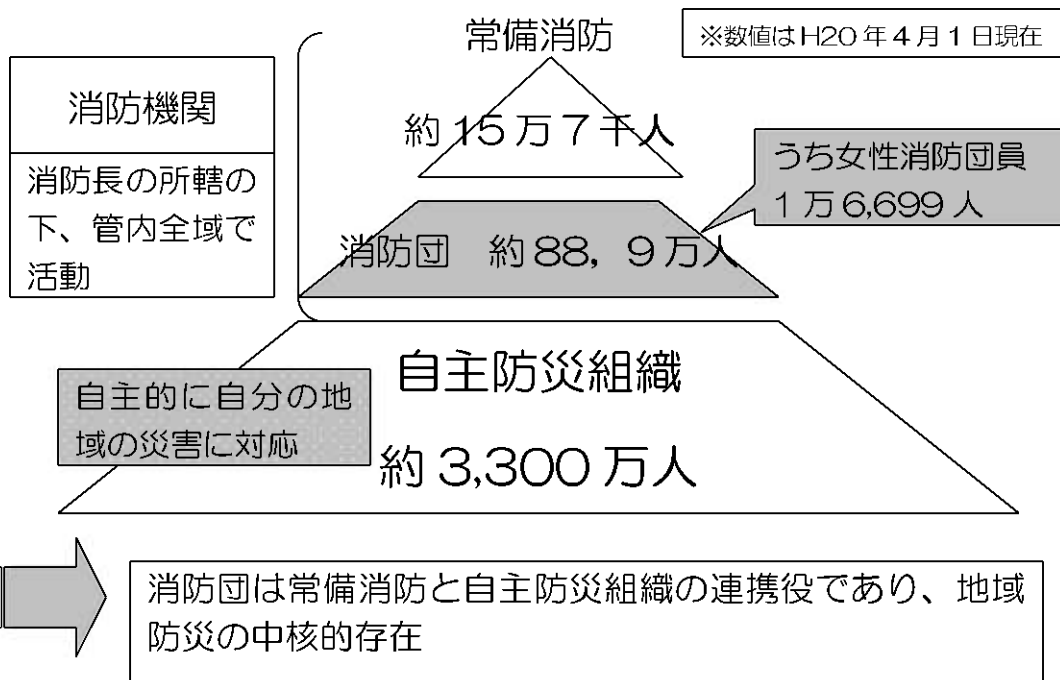 常備消防
※数値はH20年4月1日現在
消防機関
約15万7千人
消防長の所轄の
下、管内全域で
活動
うち女性消防団員
1万6,699人
消防団 約88,9万人
自主防災組織
自主的に自分の地
域の災害に対応
約3,300万人
消防団は常備消防と自主防災組織の連携役であり、地域
防災の中核的存在